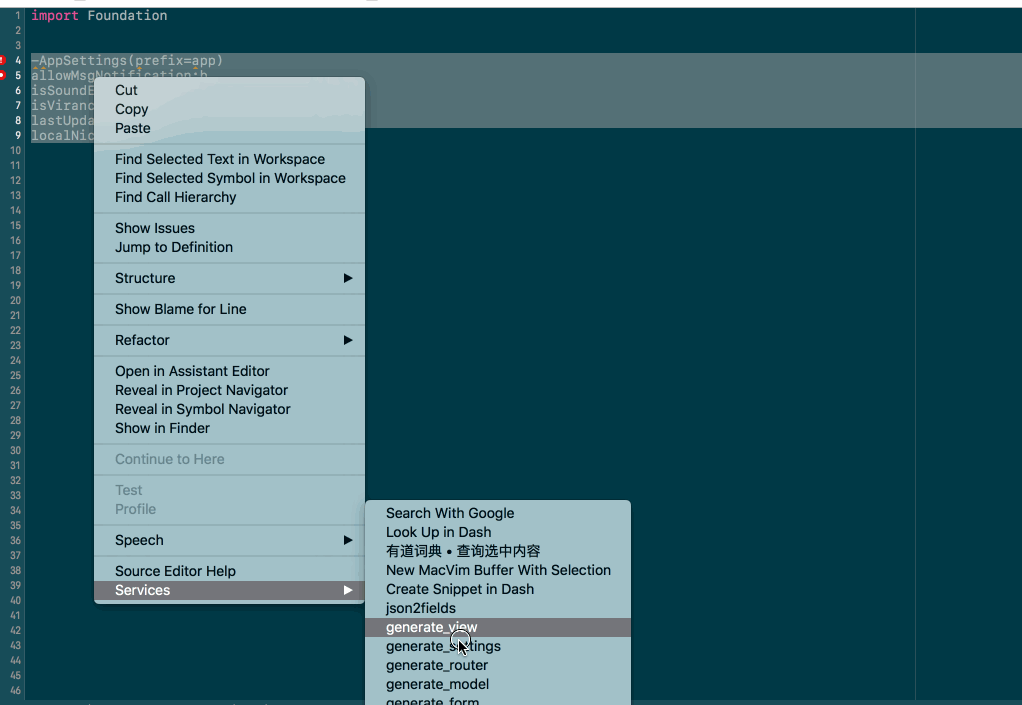 1 import Foundation
2
3
4 -AppSettings(prefix=app)
5 allowMsgNotification:b
6 isSoundE
7 isViranc
8 lastUpda
9 localNic
10
11
12
13
14
15
16
17
18
19
20
21
22
23
24
25
26
27
28
29
30
31
32
33
34
35
36
37
38
39
40
41
42
43
44
45
46
Cut
Copy
Paste
Find Selected Text in Workspace
Find Selected Symbol in Workspace
Find Call Hierarchy
Show Issues
Jump to Definition
Structure
Show Blame for Line
Refactor
Open in Assistant Editor
Reveal in Project Navigator
Reveal in Symbol Navigator
Show in Finder
Continue to Here
Test
Profile
Speech
Source Editor Help
Services
Search With Google
Look Up in Dash
有道词典 • 查询选中内容
New MacVim Buffer With Selection
Create Snippet in Dash
json2fields
generate_view
generate_settings
generate_router
generate_model
generate_form